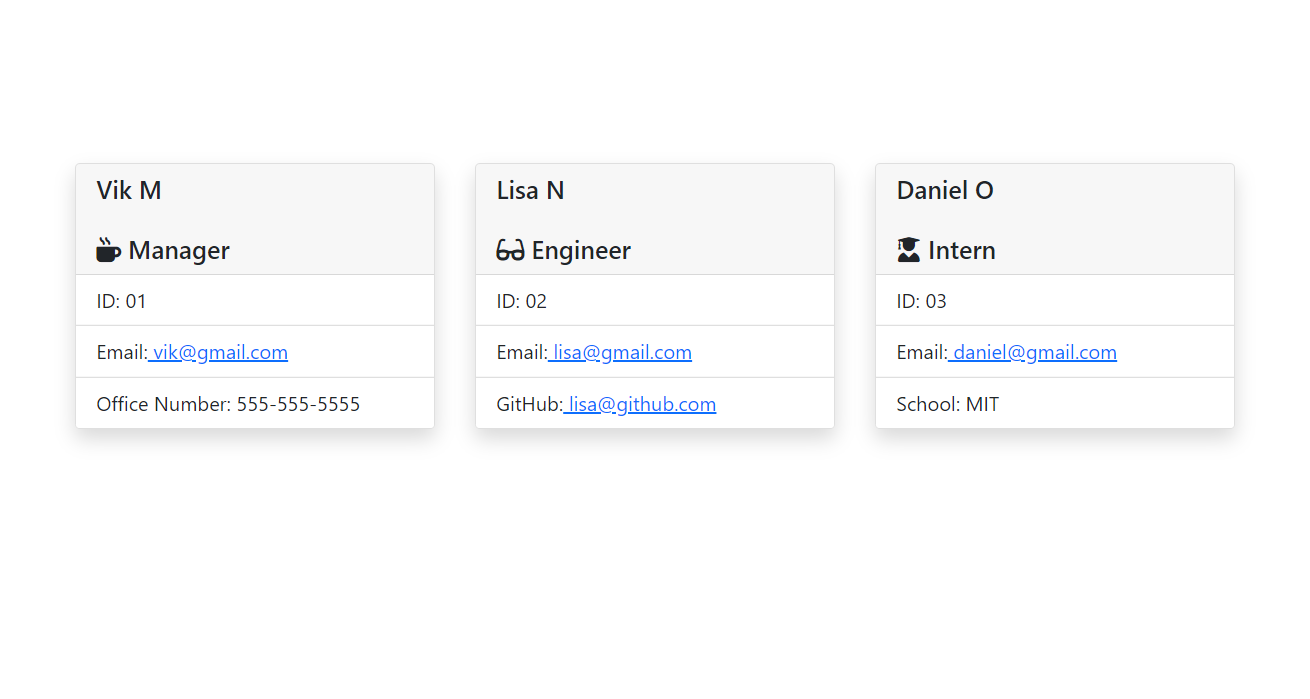 Vik M
Manager
ID: 01
Email: vik@gmail.com
Office Number: 555-555-5555
Lisa N
Engineer
ID: 02
Email: lisa@gmail.com
GitHub: lisa@github.com
Daniel O
Intern
ID: 03
Email: daniel@gmail.com
School: MIT